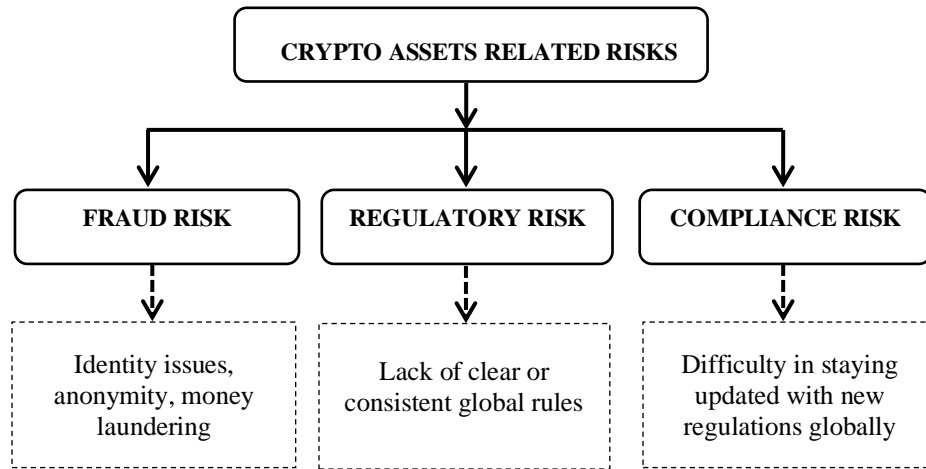 CRYPTO ASSETS RELATED RISKS
FRAUD RISK
REGULATORY RISK
COMPLIANCE RISK
Identity issues,
anonymity, money
laundering
Lack of clear or
consistent global rules
Difficulty in staying
updated with new
regulations globally